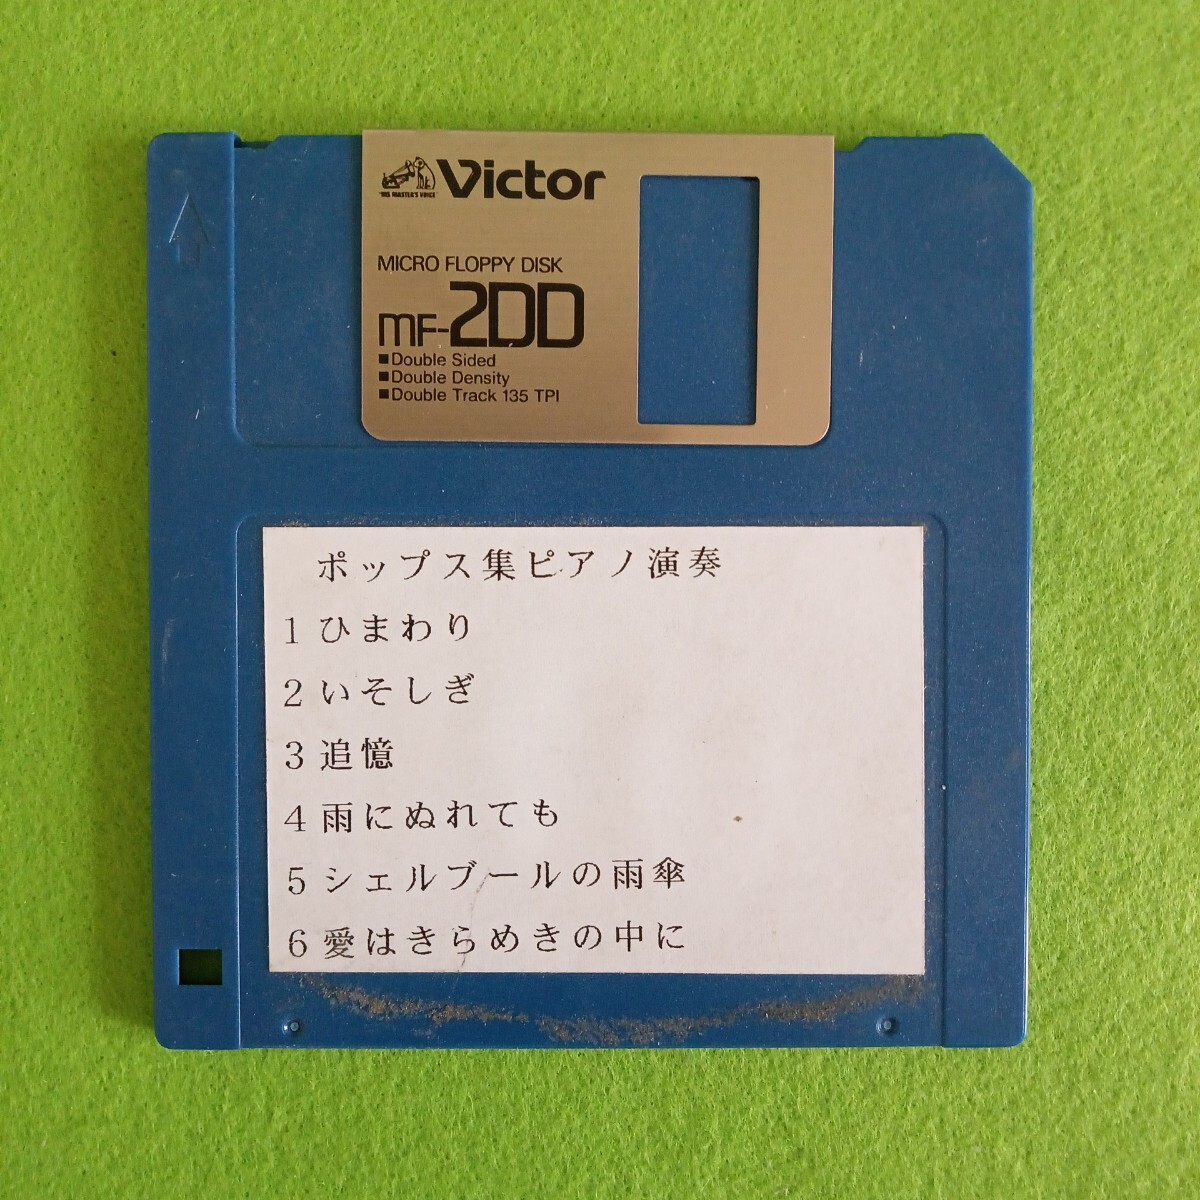 Victor
"HIS MASTER'S VOICE"
MICRO FLOPPY DISK
MF-2DD
■Double Sided
■Double Density
■Double Track 135 TPI
ポップス集ピアノ演奏
1ひまわり
2いそしぎ
3追憶
4雨にぬれても
5シェルブールの雨傘
6愛はきらめきの中に